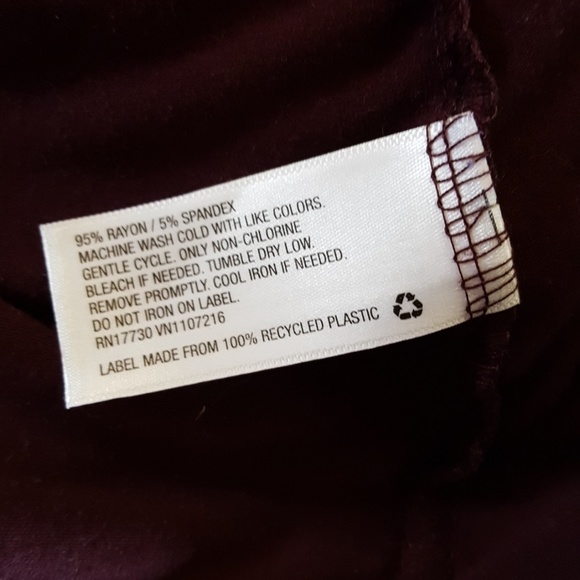 95% RAYON / 5% SPANDEX
MACHINE WASH COLD WITH LIKE COLORS.
GENTLE CYCLE. ONLY NON-CHLORINE
BLEACH IF NEEDED. TUMBLE DRY LOW.
REMOVE PROMPTLY. COOL IRON IF NEEDED.
DO NOT IRON ON LABEL.
RN17730 VN1107216
LABEL MADE FROM 100% RECYCLED PLASTIC